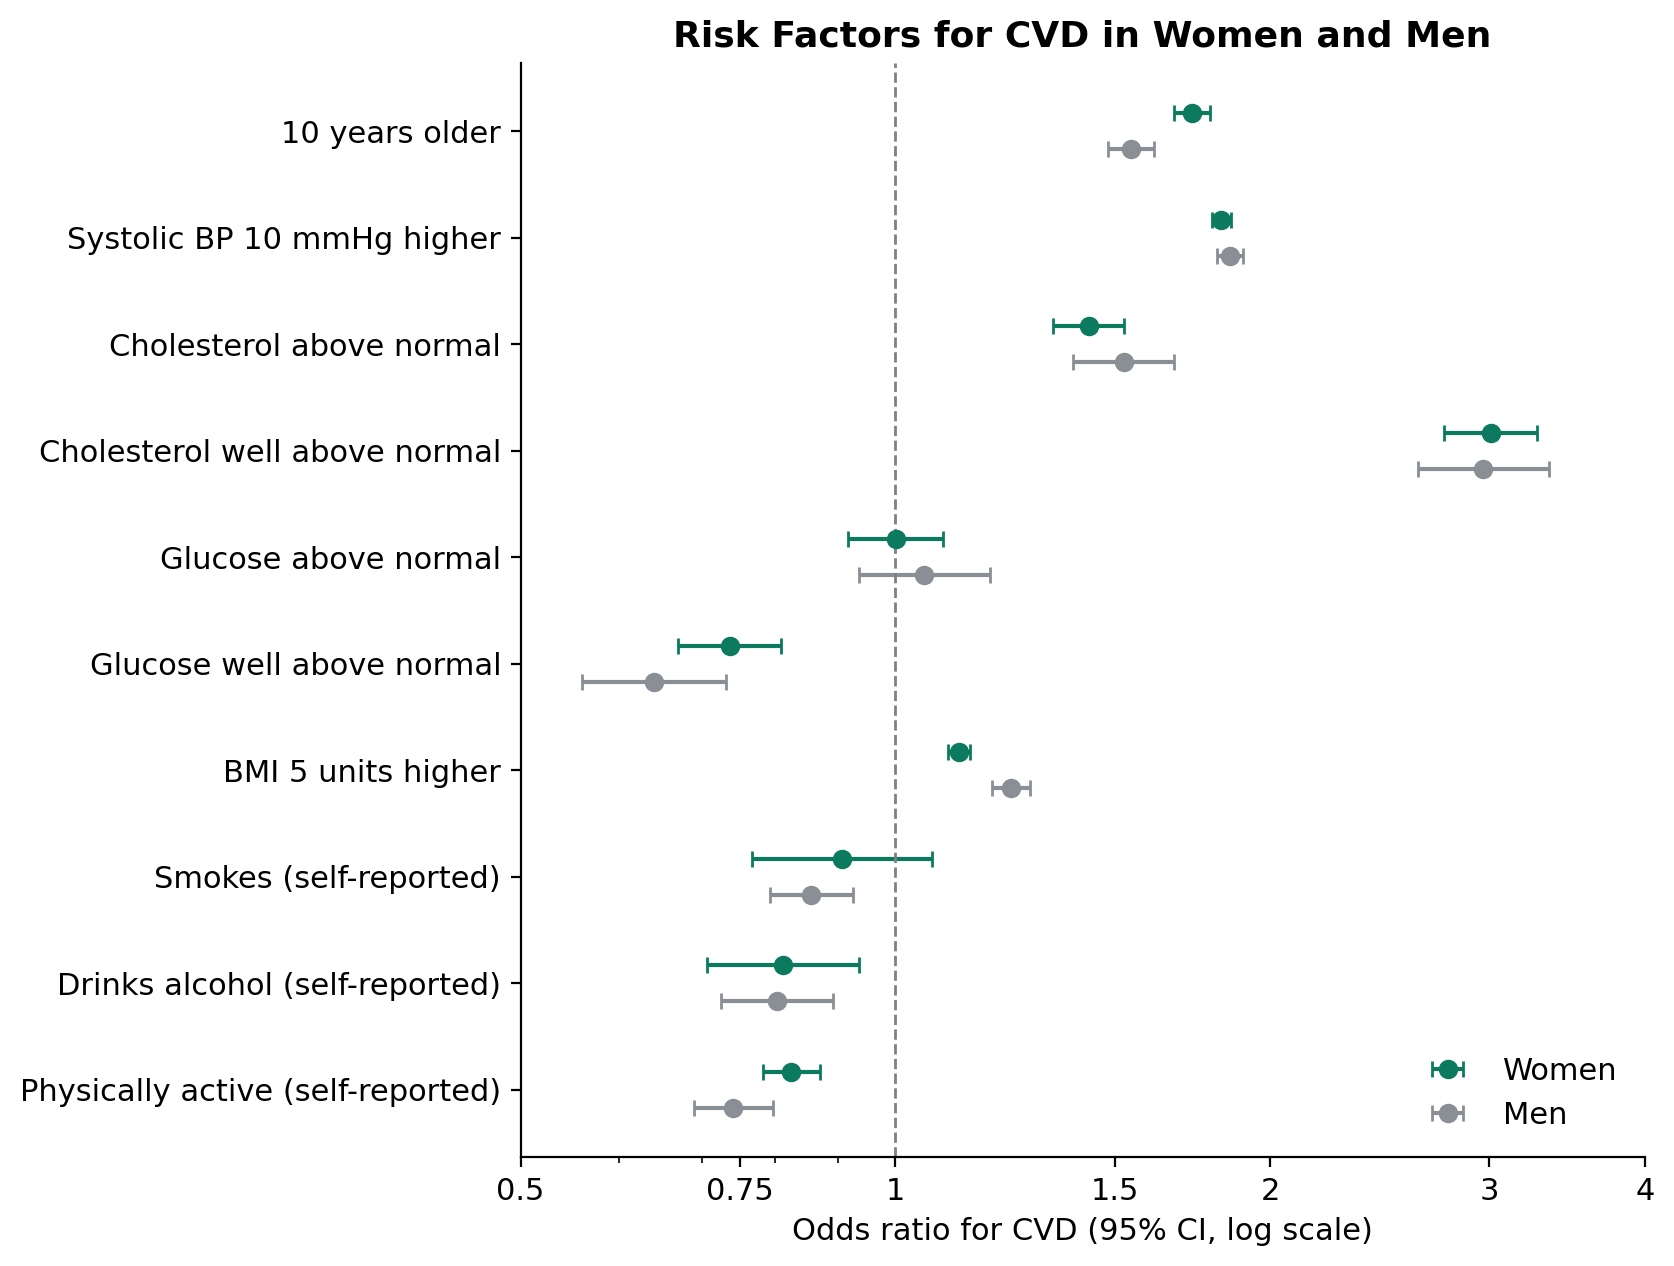 Risk Factors for CVD in Women and Men
10 years older
Systolic BP 10 mmHg higher
Cholesterol above normal
Cholesterol well above normal
Glucose above normal
Glucose well above normal
BMI 5 units higher
Smokes (self-reported)
Drinks alcohol (self-reported)
Physically active (self-reported)
Women
Men
0.5 0.75 1 1.5 2 3 4
Odds ratio for CVD (95% CI, log scale)